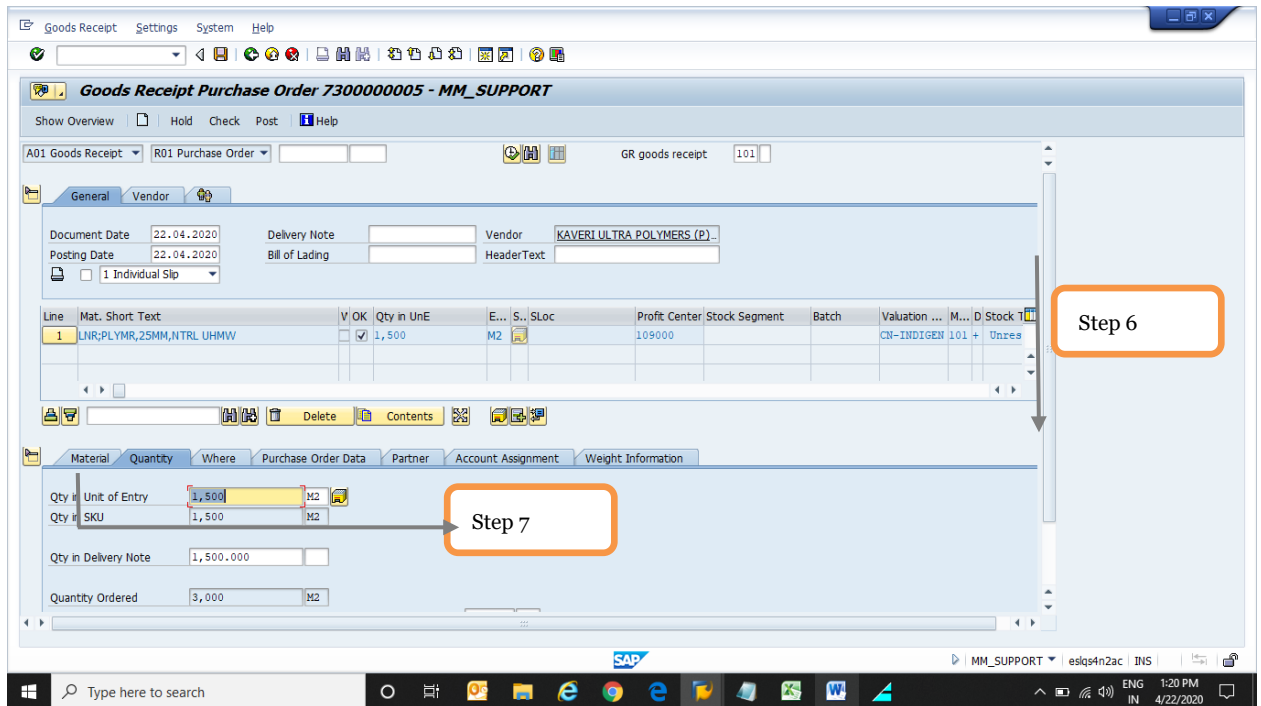 Goods Receipt Settings System Help
Goods Receipt Purchase Order 7300000005 - MM_SUPPORT
Show Overview Hold Check Post Help
A01 Goods Receipt R01 Purchase Order GR goods receipt 101
General Vendor
Document Date 22.04.2020 Delivery Note Vendor KAVERI ULTRA POLYMERS (P)_
Posting Date 22.04.2020 Bill of Lading HeaderText
1 Individual Slip
Line Mat. Short Text V OK Qty in UnE E... S.. SLoc Profit Center Stock Segment Batch Valuation ... M... D Stock T
1 LNR;PLYMR,25MM,NTRL UHMW 1,500 M2 109000 CN-INDIGEN 101 + Unres
Step 6
Delete Contents
Material Quantity Where Purchase Order Data Partner Account Assignment Weight Information
Qty in Unit of Entry 1,500 M2
Qty in SKU 1,500 M2
Step 7
Qty in Delivery Note 1,500.000
Quantity Ordered 3,000 M2
SAP MM_SUPPORT eslqs4n2ac INS
Type here to search ENG 1:20 PM
IN 4/22/2020